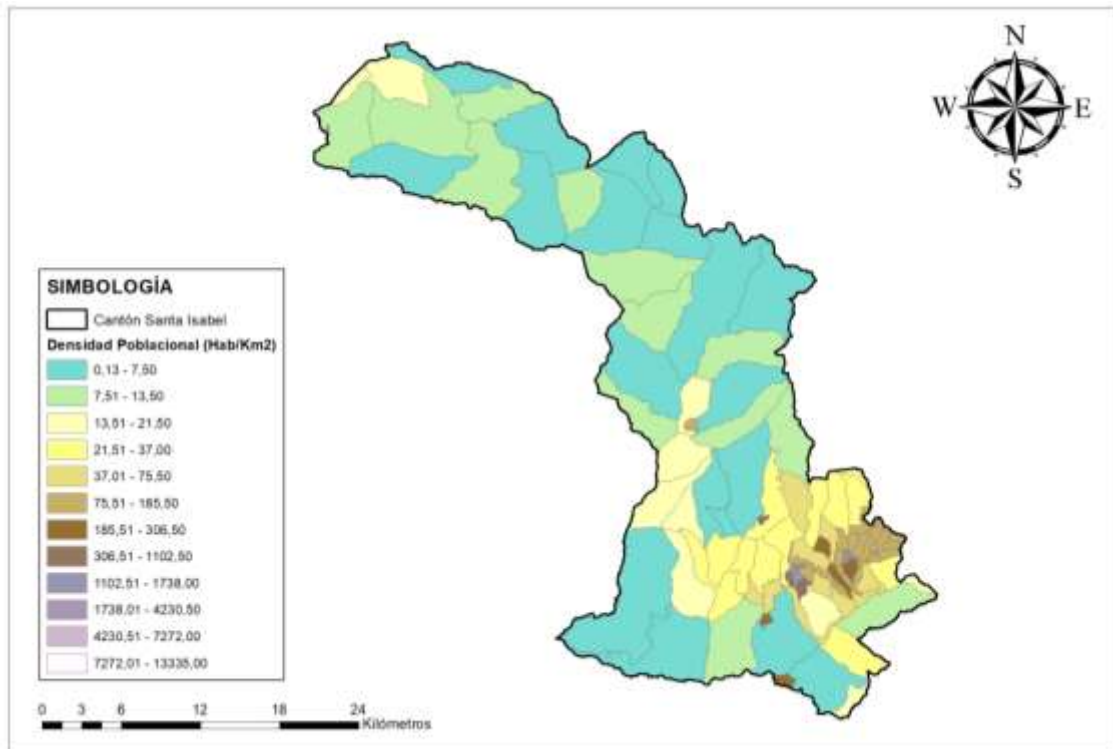 N
W E
S
SIMBOLOGÍA
Cantón Santa Isabel
Densidad Poblacional (Hab/Km2)
0,13 - 7,50
7,51 - 13,50
13,51 - 21,50
21,51 - 37,00
37,01 - 75,50
75,51 - 185,50
185,51 - 306,50
306,51 - 1102,50
1102,51 - 1738,00
1738,01 - 4230,50
4230,51 - 7272,00
7272,01 - 13335,00
0 3 6 12 18 24
Kilómetros